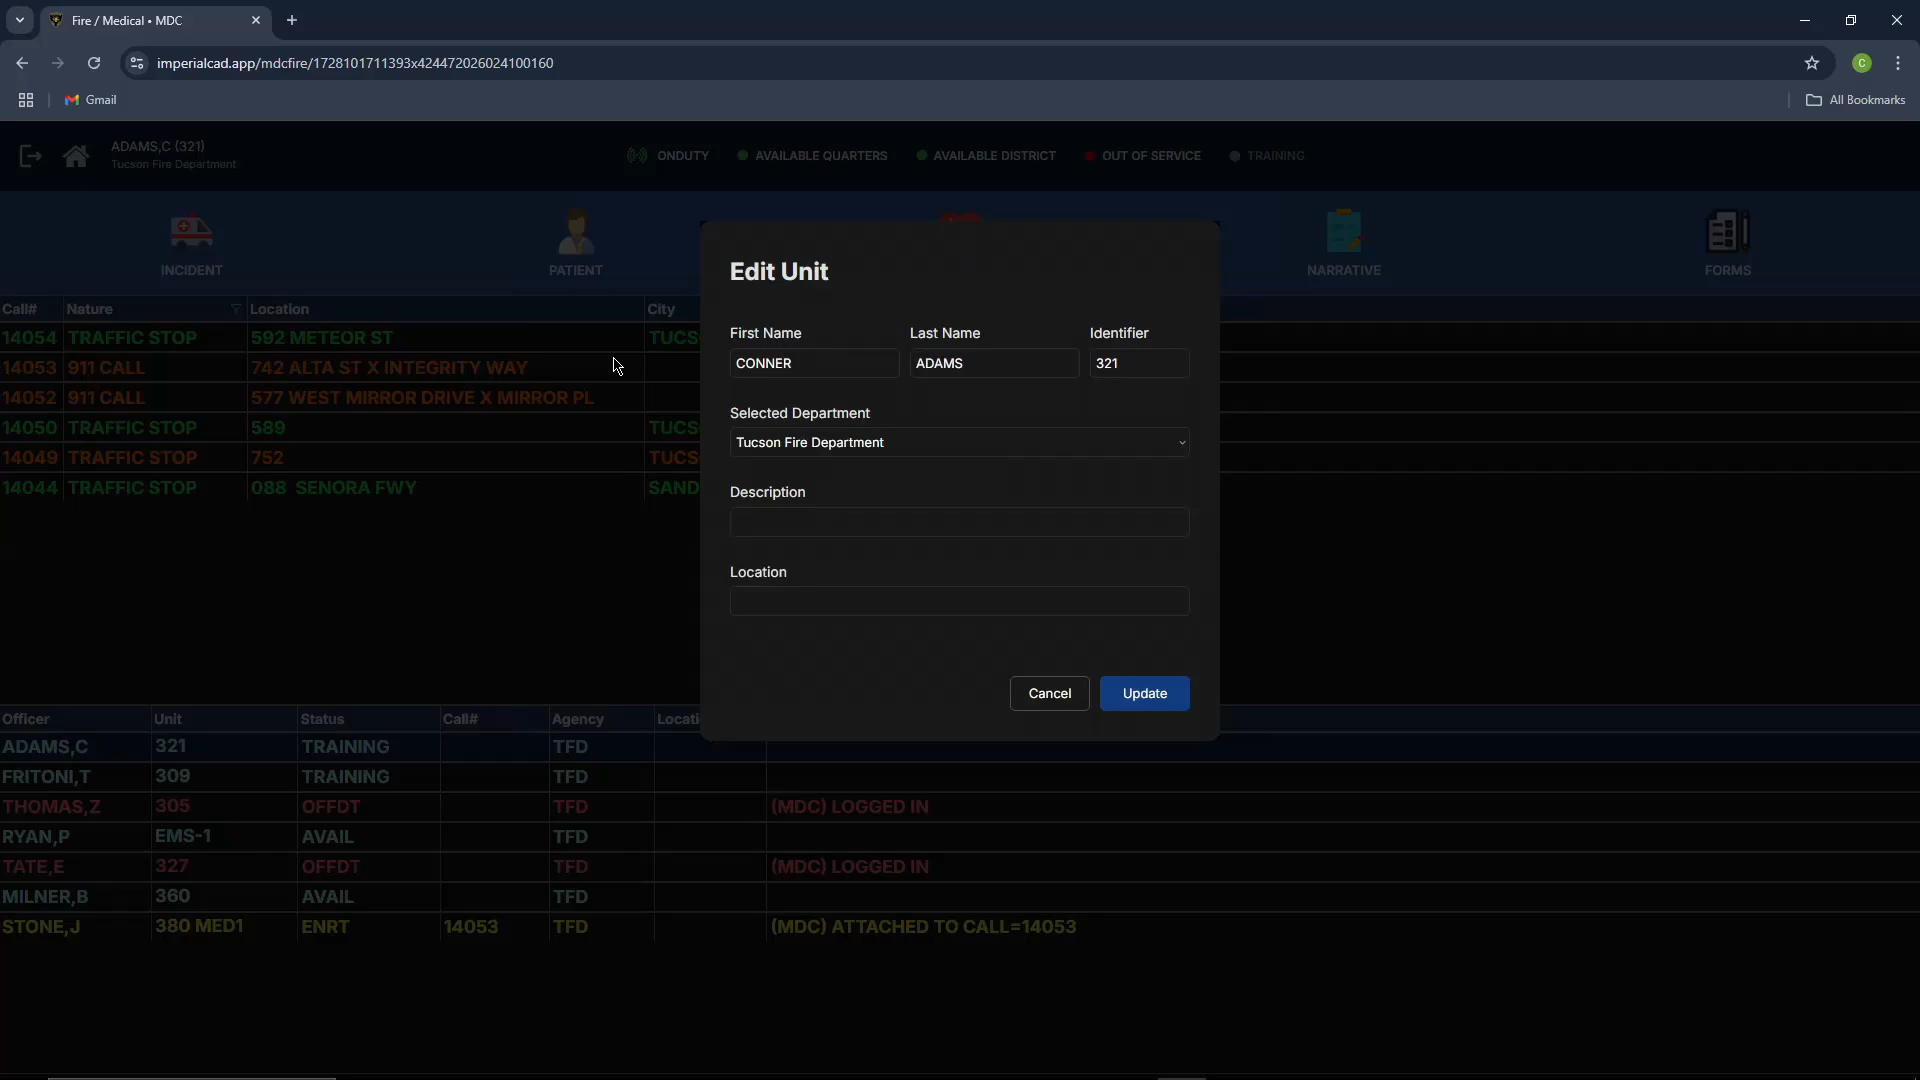 Fire / Medical • MDC
imperialcad.app/mdcfire/1728101711393x424472026024100160
C
Gmail
All Bookmarks
ADAMS,C (321)
Tucson Fire Department
ONDUTY
AVAILABLE QUARTERS
AVAILABLE DISTRICT
OUT OF SERVICE
TRAINING
INCIDENT
PATIENT
NARRATIVE
FORMS
Call# Nature Location City
14054 TRAFFIC STOP 592 METEOR ST TUCS
14053 911 CALL 742 ALTA ST X INTEGRITY WAY
14052 911 CALL 577 WEST MIRROR DRIVE X MIRROR PL
14050 TRAFFIC STOP 589 TUCS
14049 TRAFFIC STOP 752 TUCS
14044 TRAFFIC STOP 088 SENORA FWY SAND
Edit Unit
First Name Last Name Identifier
CONNER ADAMS 321
Selected Department
Tucson Fire Department
Description
Location
Cancel Update
Officer Unit Status Call# Agency Locati
ADAMS,C 321 TRAINING TFD
FRITONI,T 309 TRAINING TFD
THOMAS,Z 305 OFFDT TFD (MDC) LOGGED IN
RYAN,P EMS-1 AVAIL TFD
TATE,E 327 OFFDT TFD (MDC) LOGGED IN
MILNER,B 360 AVAIL TFD
STONE,J 380 MED1 ENRT 14053 TFD (MDC) ATTACHED TO CALL=14053